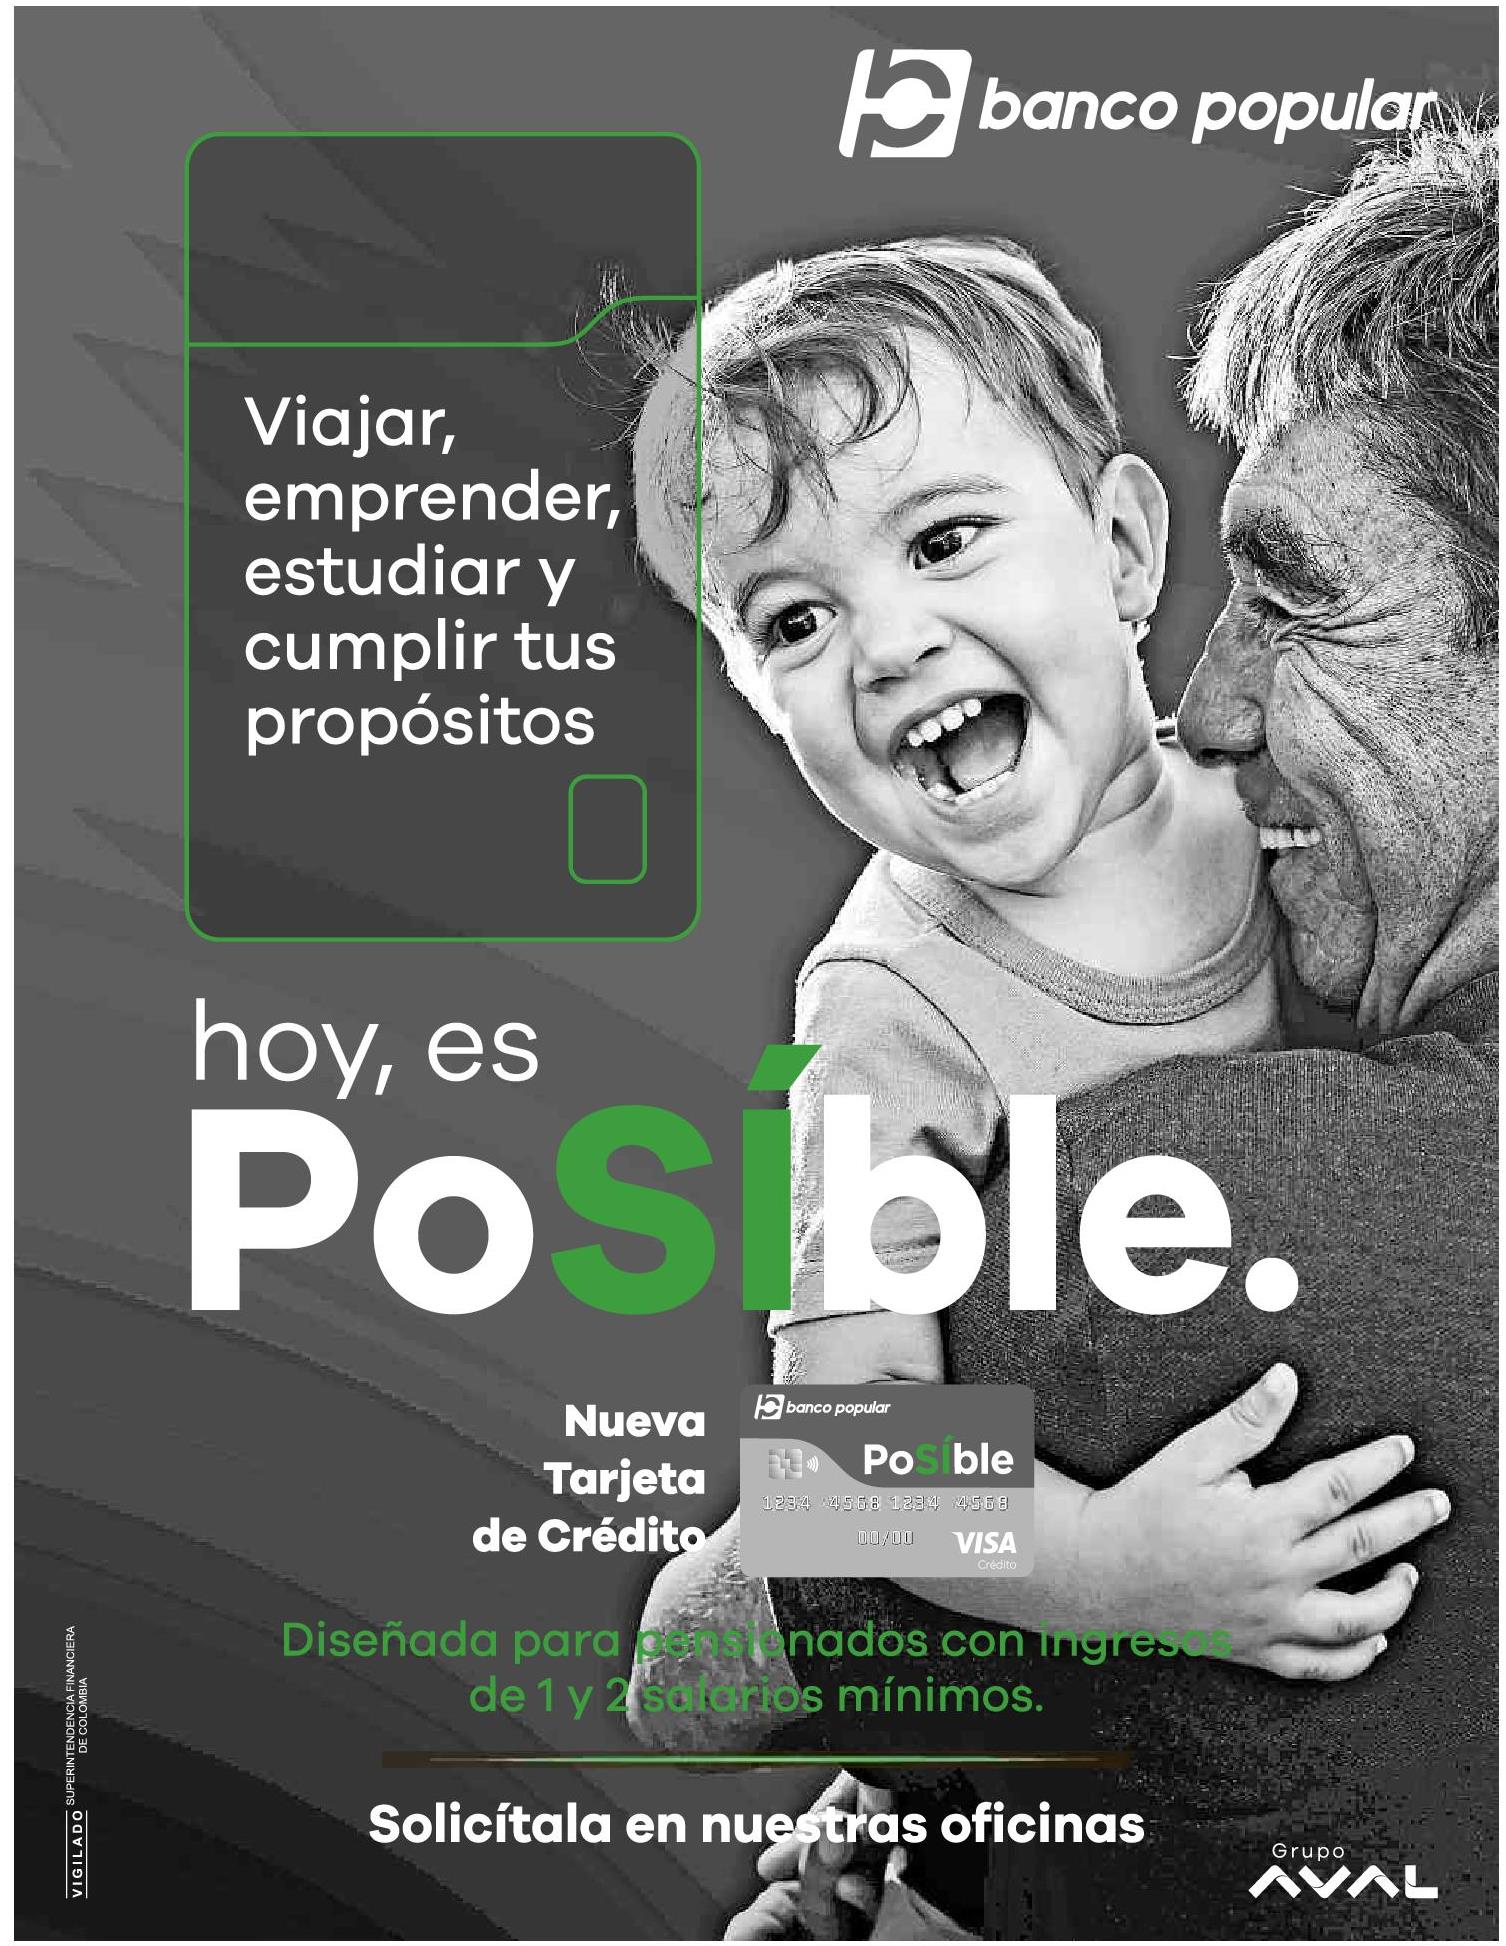 banco popular
Viajar,
emprender,
estudiar y
cumplir tus
propósitos
hoy, es
PoSíble.
Nueva
Tarjeta
de Crédito
banco popular
PoSíble
1234 4568 1234 4568
00/00
VISA
Crédito
Diseñada para pensionados con ingresos
de 1 y 2 salarios mínimos.
Solicítala en nuestras oficinas
VIGILADO SUPERINTENDENCIA FINANCIERA
DE COLOMBIA
Grupo
AVAL